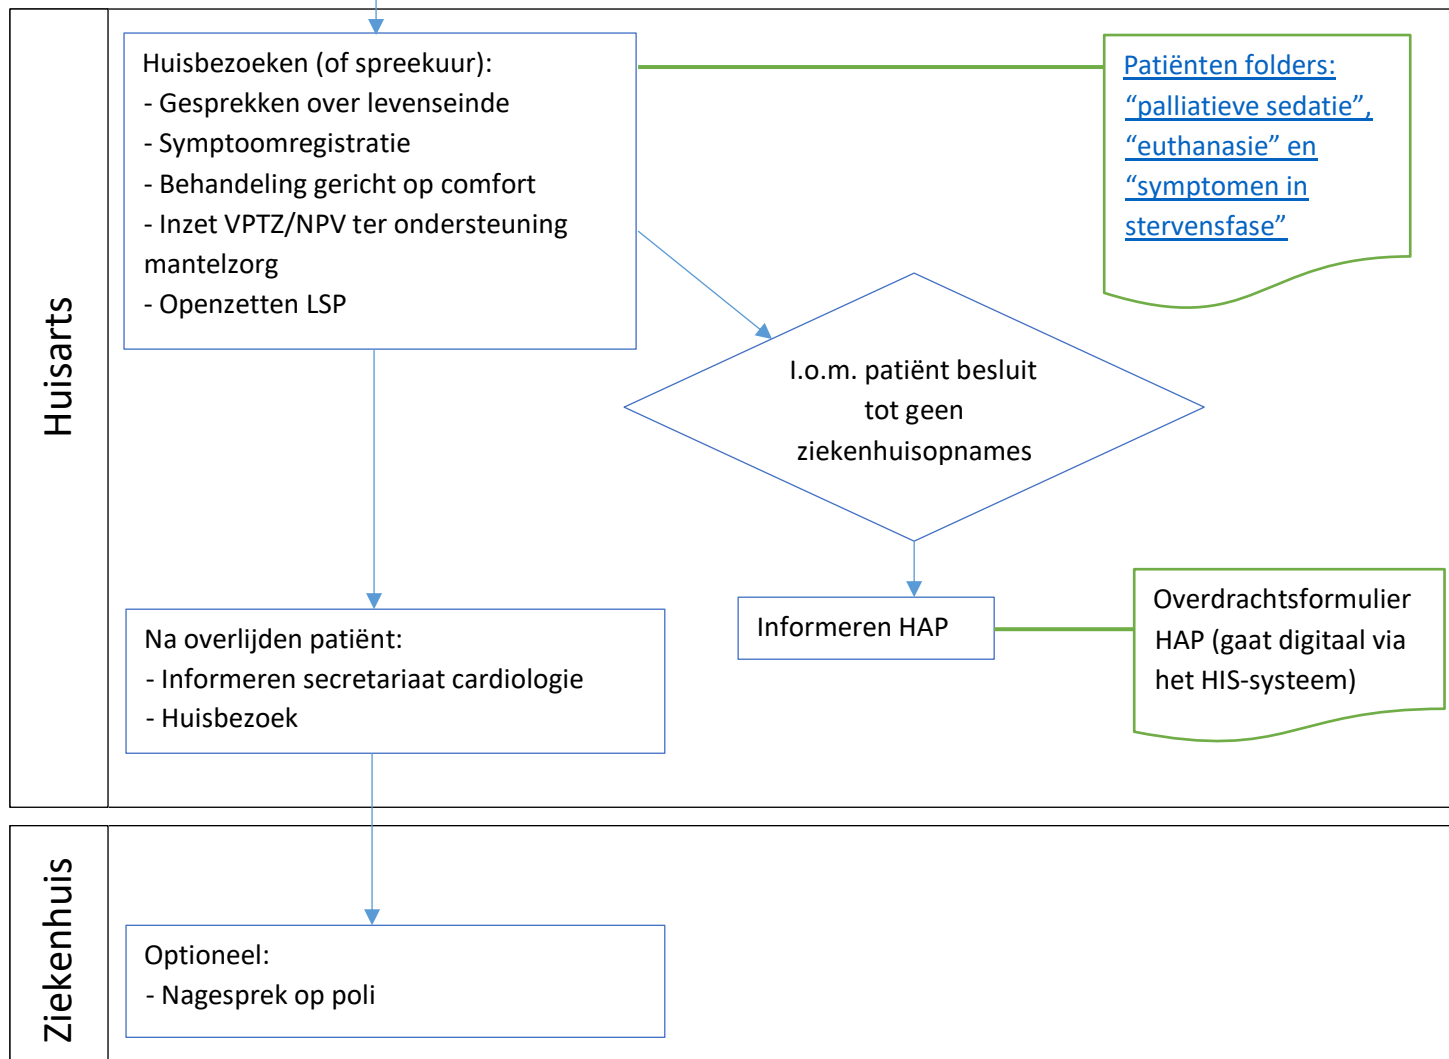 Huisarts
Huisbezoeken (of spreekuur):
- Gesprekken over levenseinde
- Symptoomregistratie
- Behandeling gericht op comfort
- Inzet VPTZ/NPV ter ondersteuning
mantelzorg
- Openzetten LSP
Patiënten folders:
“palliatieve sedatie”,
“euthanasie” en
“symptomen in
stervensfase”
I.o.m. patiënt besluit
tot geen
ziekenhuisopnames
Informeren HAP
Overdrachtsformulier
HAP (gaat digitaal via
het HIS-systeem)
Na overlijden patiënt:
- Informeren secretariaat cardiologie
- Huisbezoek
Ziekenhuis
Optioneel:
- Nagesprek op poli